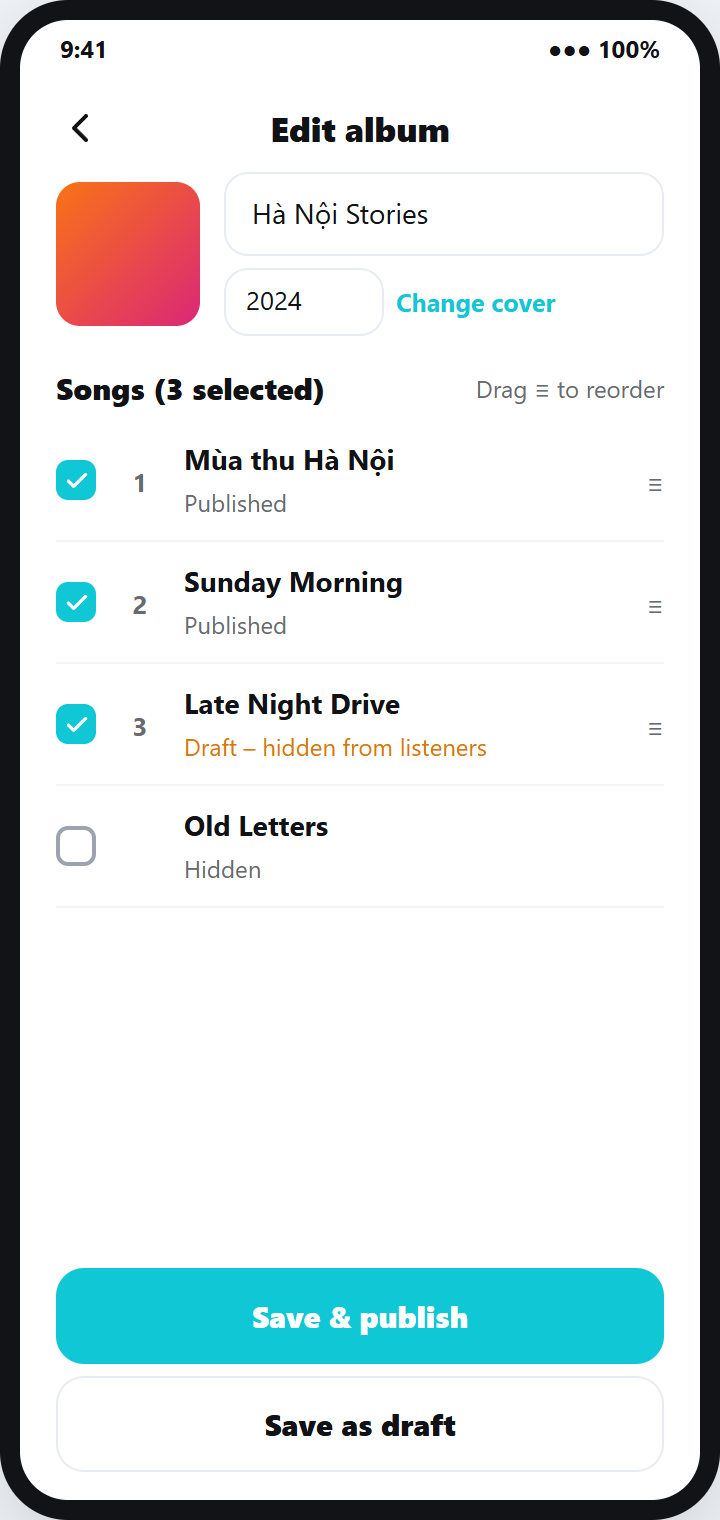 9:41 ●●● 100%
Edit album
Hà Nội Stories
2024 Change cover
Songs (3 selected) Drag ≡ to reorder
1 Mùa thu Hà Nội ≡
Published
2 Sunday Morning ≡
Published
3 Late Night Drive ≡
Draft – hidden from listeners
Old Letters
Hidden
Save & publish
Save as draft